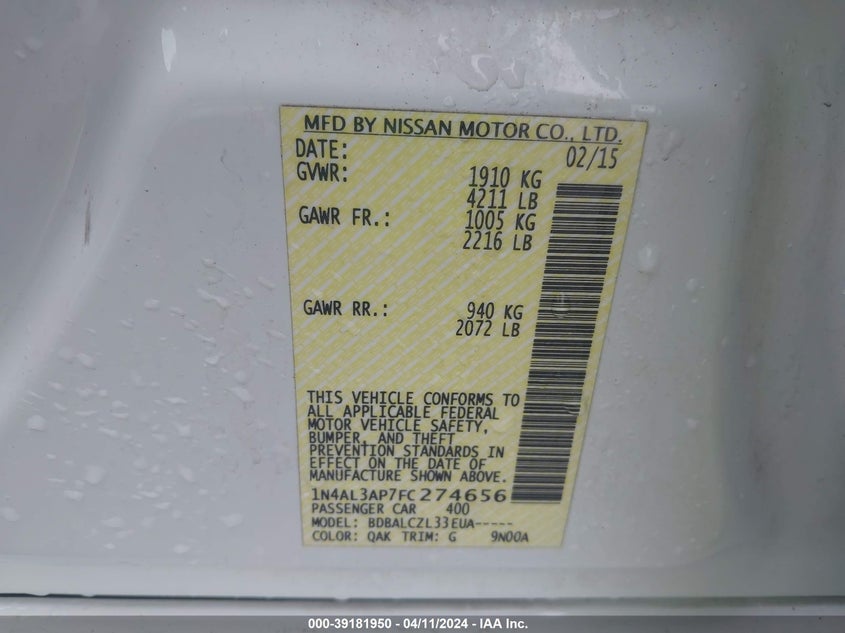 MFD BY NISSAN MOTOR CO., LTD.
DATE: 02/15
GVWR: 1910 KG
4211 LB
GAWR FR.: 1005 KG
2216 LB
GAWR RR.: 940 KG
2072 LB
THIS VEHICLE CONFORMS TO
ALL APPLICABLE FEDERAL
MOTOR VEHICLE SAFETY,
BUMPER, AND THEFT
PREVENTION STANDARDS IN
EFFECT ON THE DATE OF
MANUFACTURE SHOWN ABOVE.
1N4AL3AP7FC274656
PASSENGER CAR 400
MODEL: BDBALCZL33EUA-----
COLOR: QAK TRIM: G 9N00A
000-39181950 - 04/11/2024 - IAA Inc.